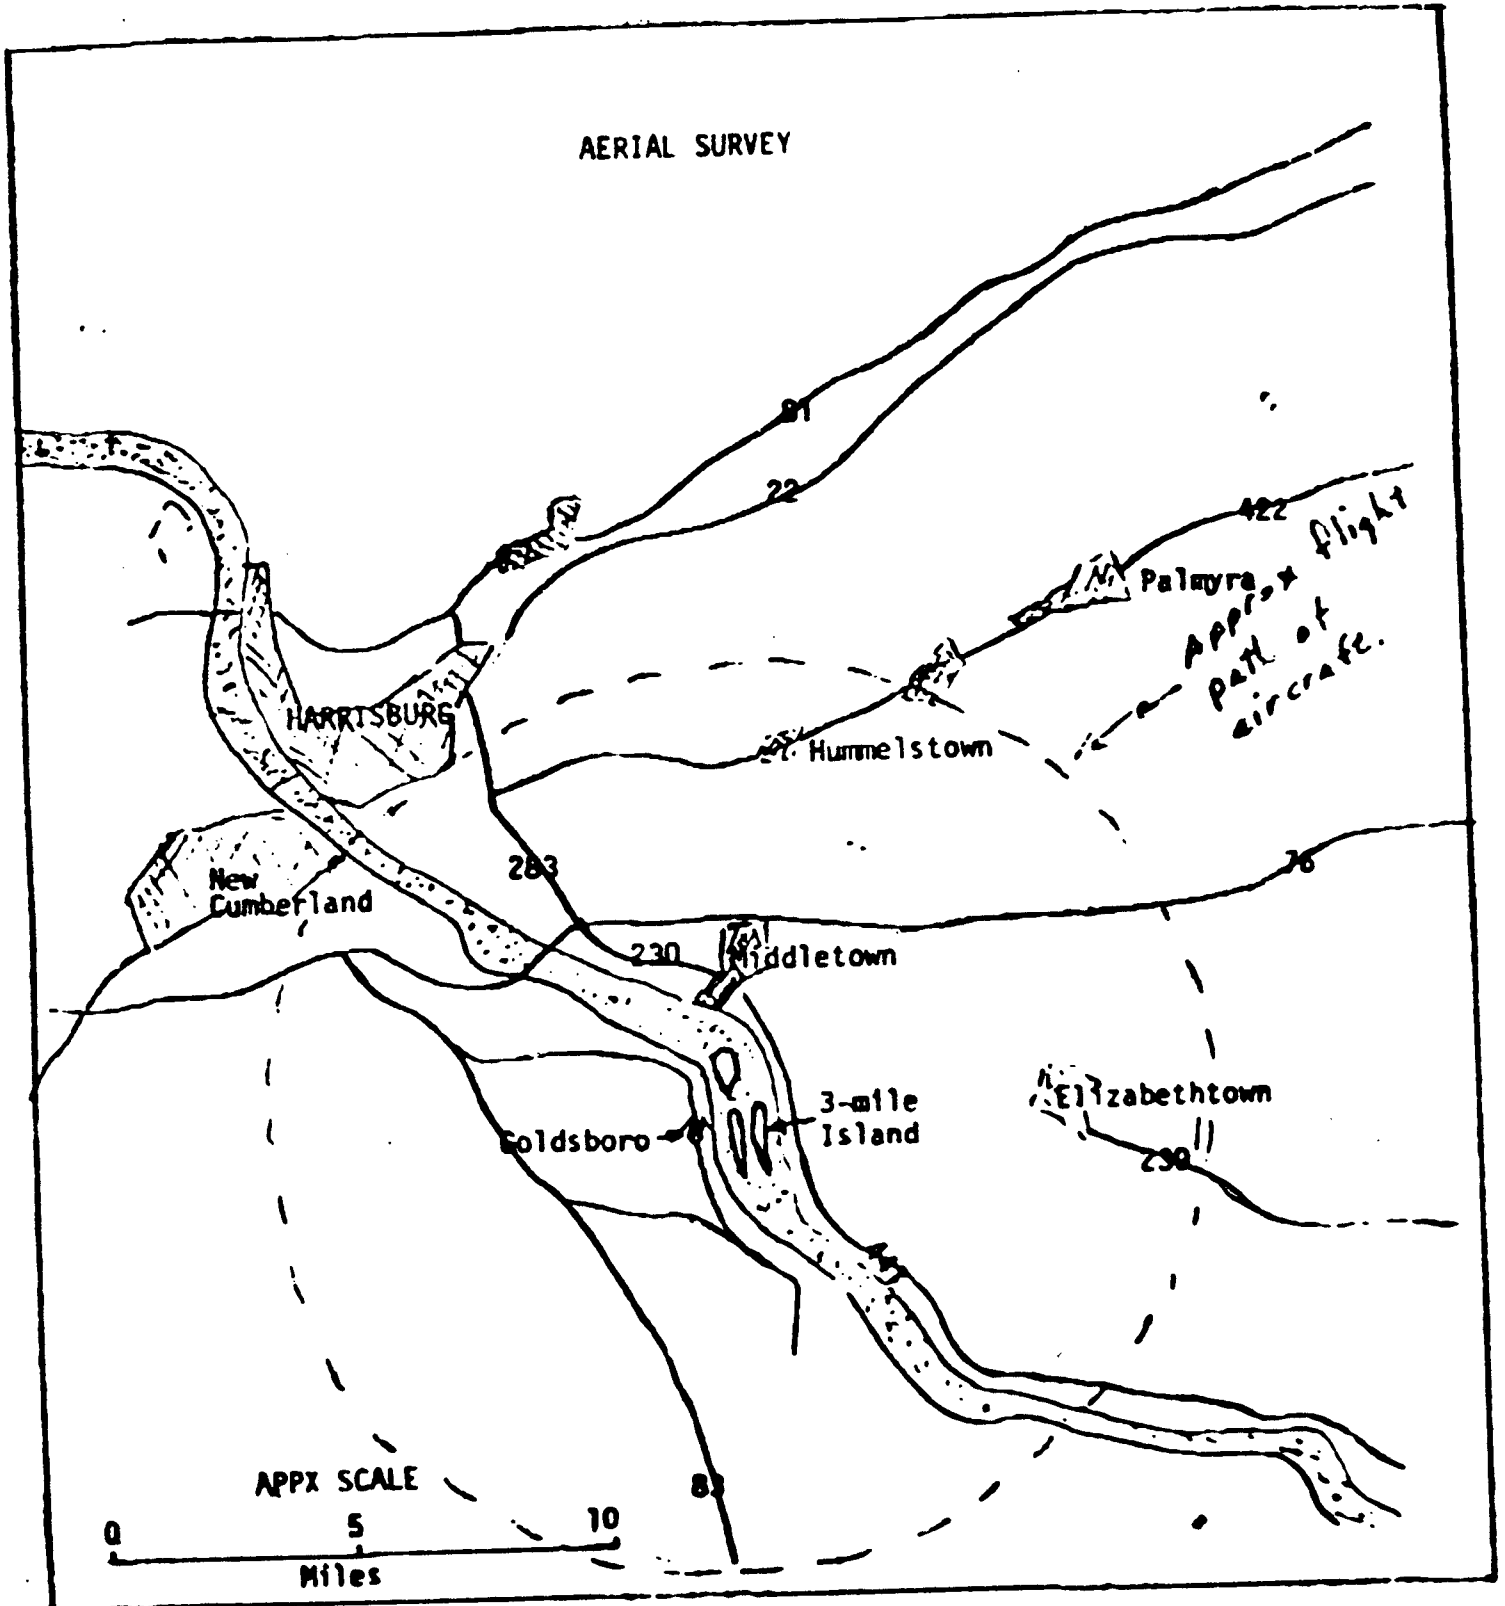 AERIAL SURVEY
81
22
422
flight
Palmyra
Approx
path of
aircraft.
HARRISBURG
Hummelstown
283
76
New
Cumberland
230
Middletown
3-mile
Island
Elizabethtown
Goldsboro
230
APPX SCALE
83
0 5 10
Miles